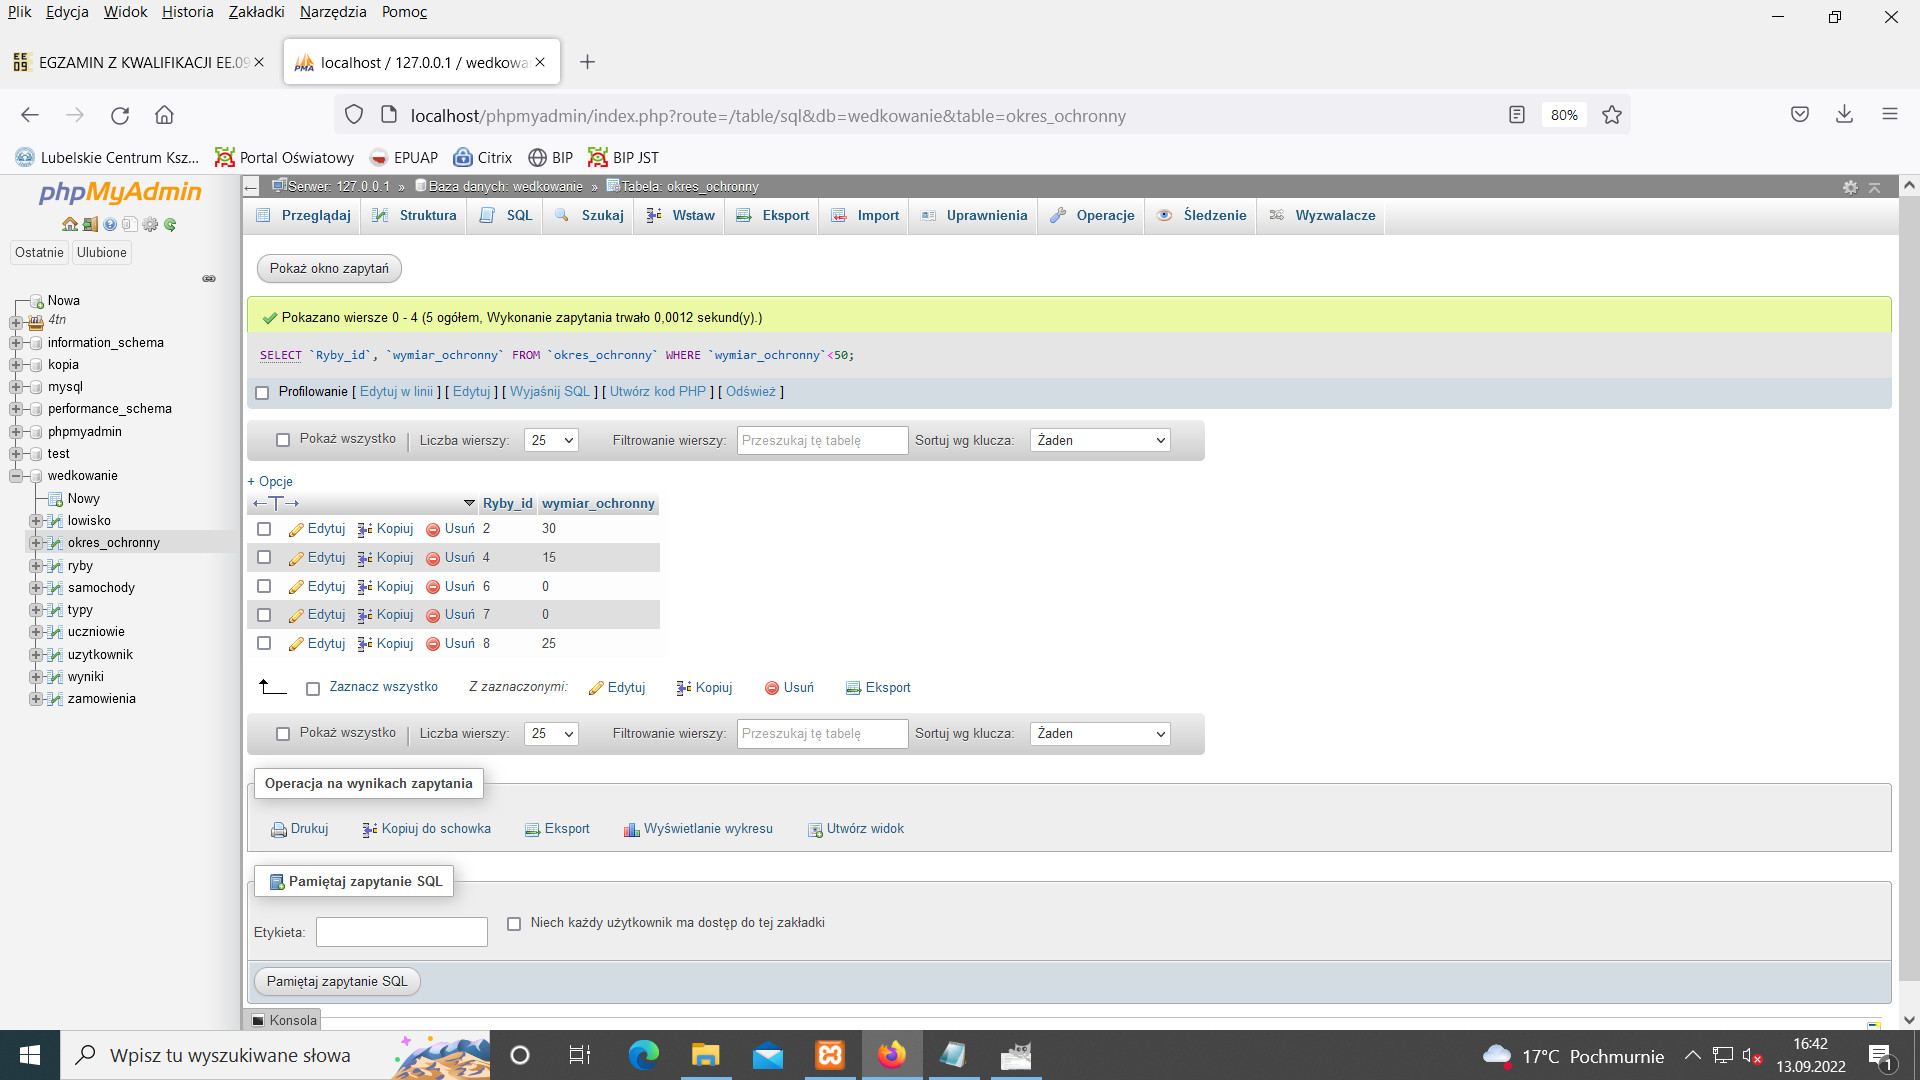 Plik Edycja Widok Historia Zakładki Narzędzia Pomoc
EGZAMIN Z KWALIFIKACJI EE.09
localhost / 127.0.0.1 / wedkowa
localhost/phpmyadmin/index.php?route=/table/sql&db=wedkowanie&table=okres_ochronny
80%
Lubelskie Centrum Ksz... Portal Oświatowy EPUAP Citrix BIP BIP JST
phpMyAdmin
Ostatnie Ulubione
Nowa
4tn
information_schema
kopia
mysql
performance_schema
phpmyadmin
test
wedkowanie
Nowy
lowisko
okres_ochronny
ryby
samochody
typy
uczniowie
uzytkownik
wyniki
zamowienia
Serwer: 127.0.0.1 » Baza danych: wedkowanie » Tabela: okres_ochronny
Przeglądaj Struktura SQL Szukaj Wstaw Eksport Import Uprawnienia Operacje Śledzenie Wyzwalacze
Pokaż okno zapytań
Pokazano wiersze 0 - 4 (5 ogółem, Wykonanie zapytania trwało 0,0012 sekund(y).)
SELECT `Ryby_id`, `wymiar_ochronny` FROM `okres_ochronny` WHERE `wymiar_ochronny`<50;
Profilowanie [ Edytuj w linii ] [ Edytuj ] [ Wyjaśnij SQL ] [ Utwórz kod PHP ] [ Odśwież ]
Pokaż wszystko Liczba wierszy: 25 Filtrowanie wierszy: Przeszukaj tę tabelę Sortuj wg klucza: Żaden
+ Opcje
←T→ Ryby_id wymiar_ochronny
Edytuj Kopiuj Usuń 2 30
Edytuj Kopiuj Usuń 4 15
Edytuj Kopiuj Usuń 6 0
Edytuj Kopiuj Usuń 7 0
Edytuj Kopiuj Usuń 8 25
Zaznacz wszystko Z zaznaczonymi: Edytuj Kopiuj Usuń Eksport
Pokaż wszystko Liczba wierszy: 25 Filtrowanie wierszy: Przeszukaj tę tabelę Sortuj wg klucza: Żaden
Operacja na wynikach zapytania
Drukuj Kopiuj do schowka Eksport Wyświetlanie wykresu Utwórz widok
Pamiętaj zapytanie SQL
Etykieta: Niech każdy użytkownik ma dostęp do tej zakładki
Pamiętaj zapytanie SQL
Konsola
Wpisz tu wyszukiwane słowa
17°C Pochmurnie
16:42
13.09.2022
1